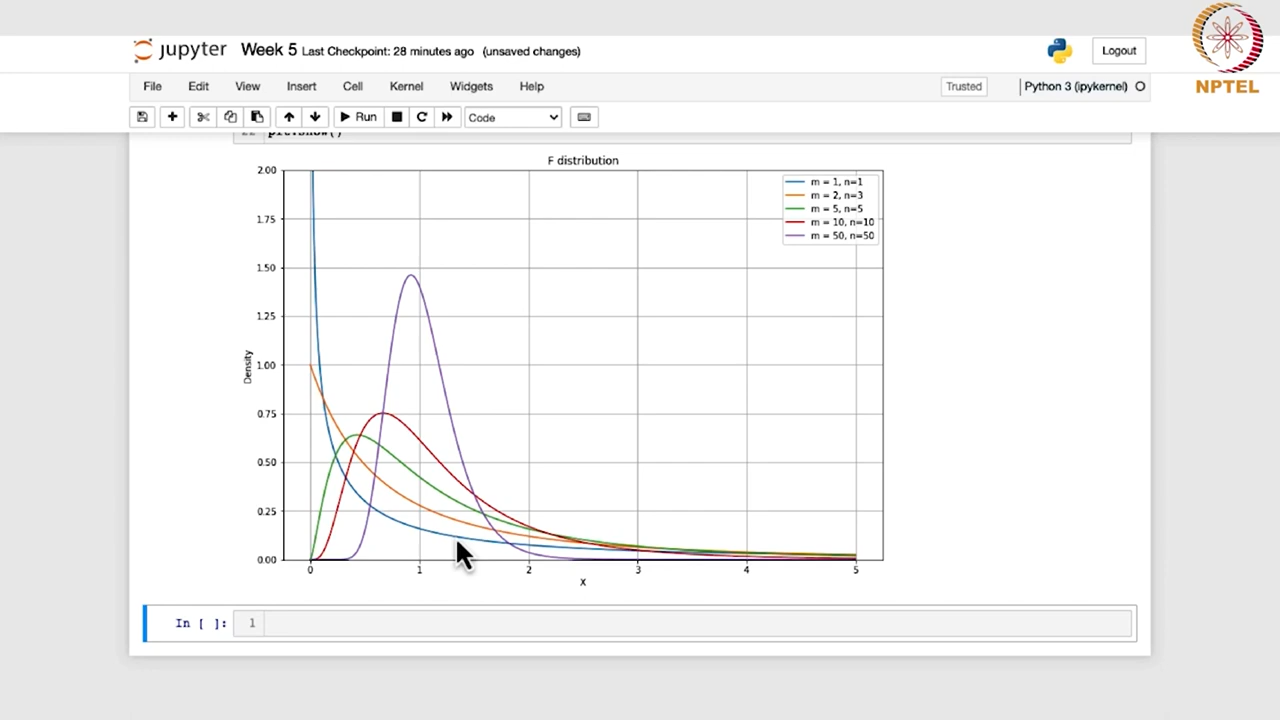 jupyter Week 5 Last Checkpoint: 28 minutes ago (unsaved changes)
Logout
NPTEL
File Edit View Insert Cell Kernel Widgets Help
Trusted
Python 3 (ipykernel)
Run
Code
F distribution
2.00
1.75
1.50
1.25
1.00
0.75
0.50
0.25
0.00
Density
m = 1, n=1
m = 2, n=3
m = 5, n=5
m = 10, n=10
m = 50, n=50
0 1 2 3 4 5
x
In [ ]: 1